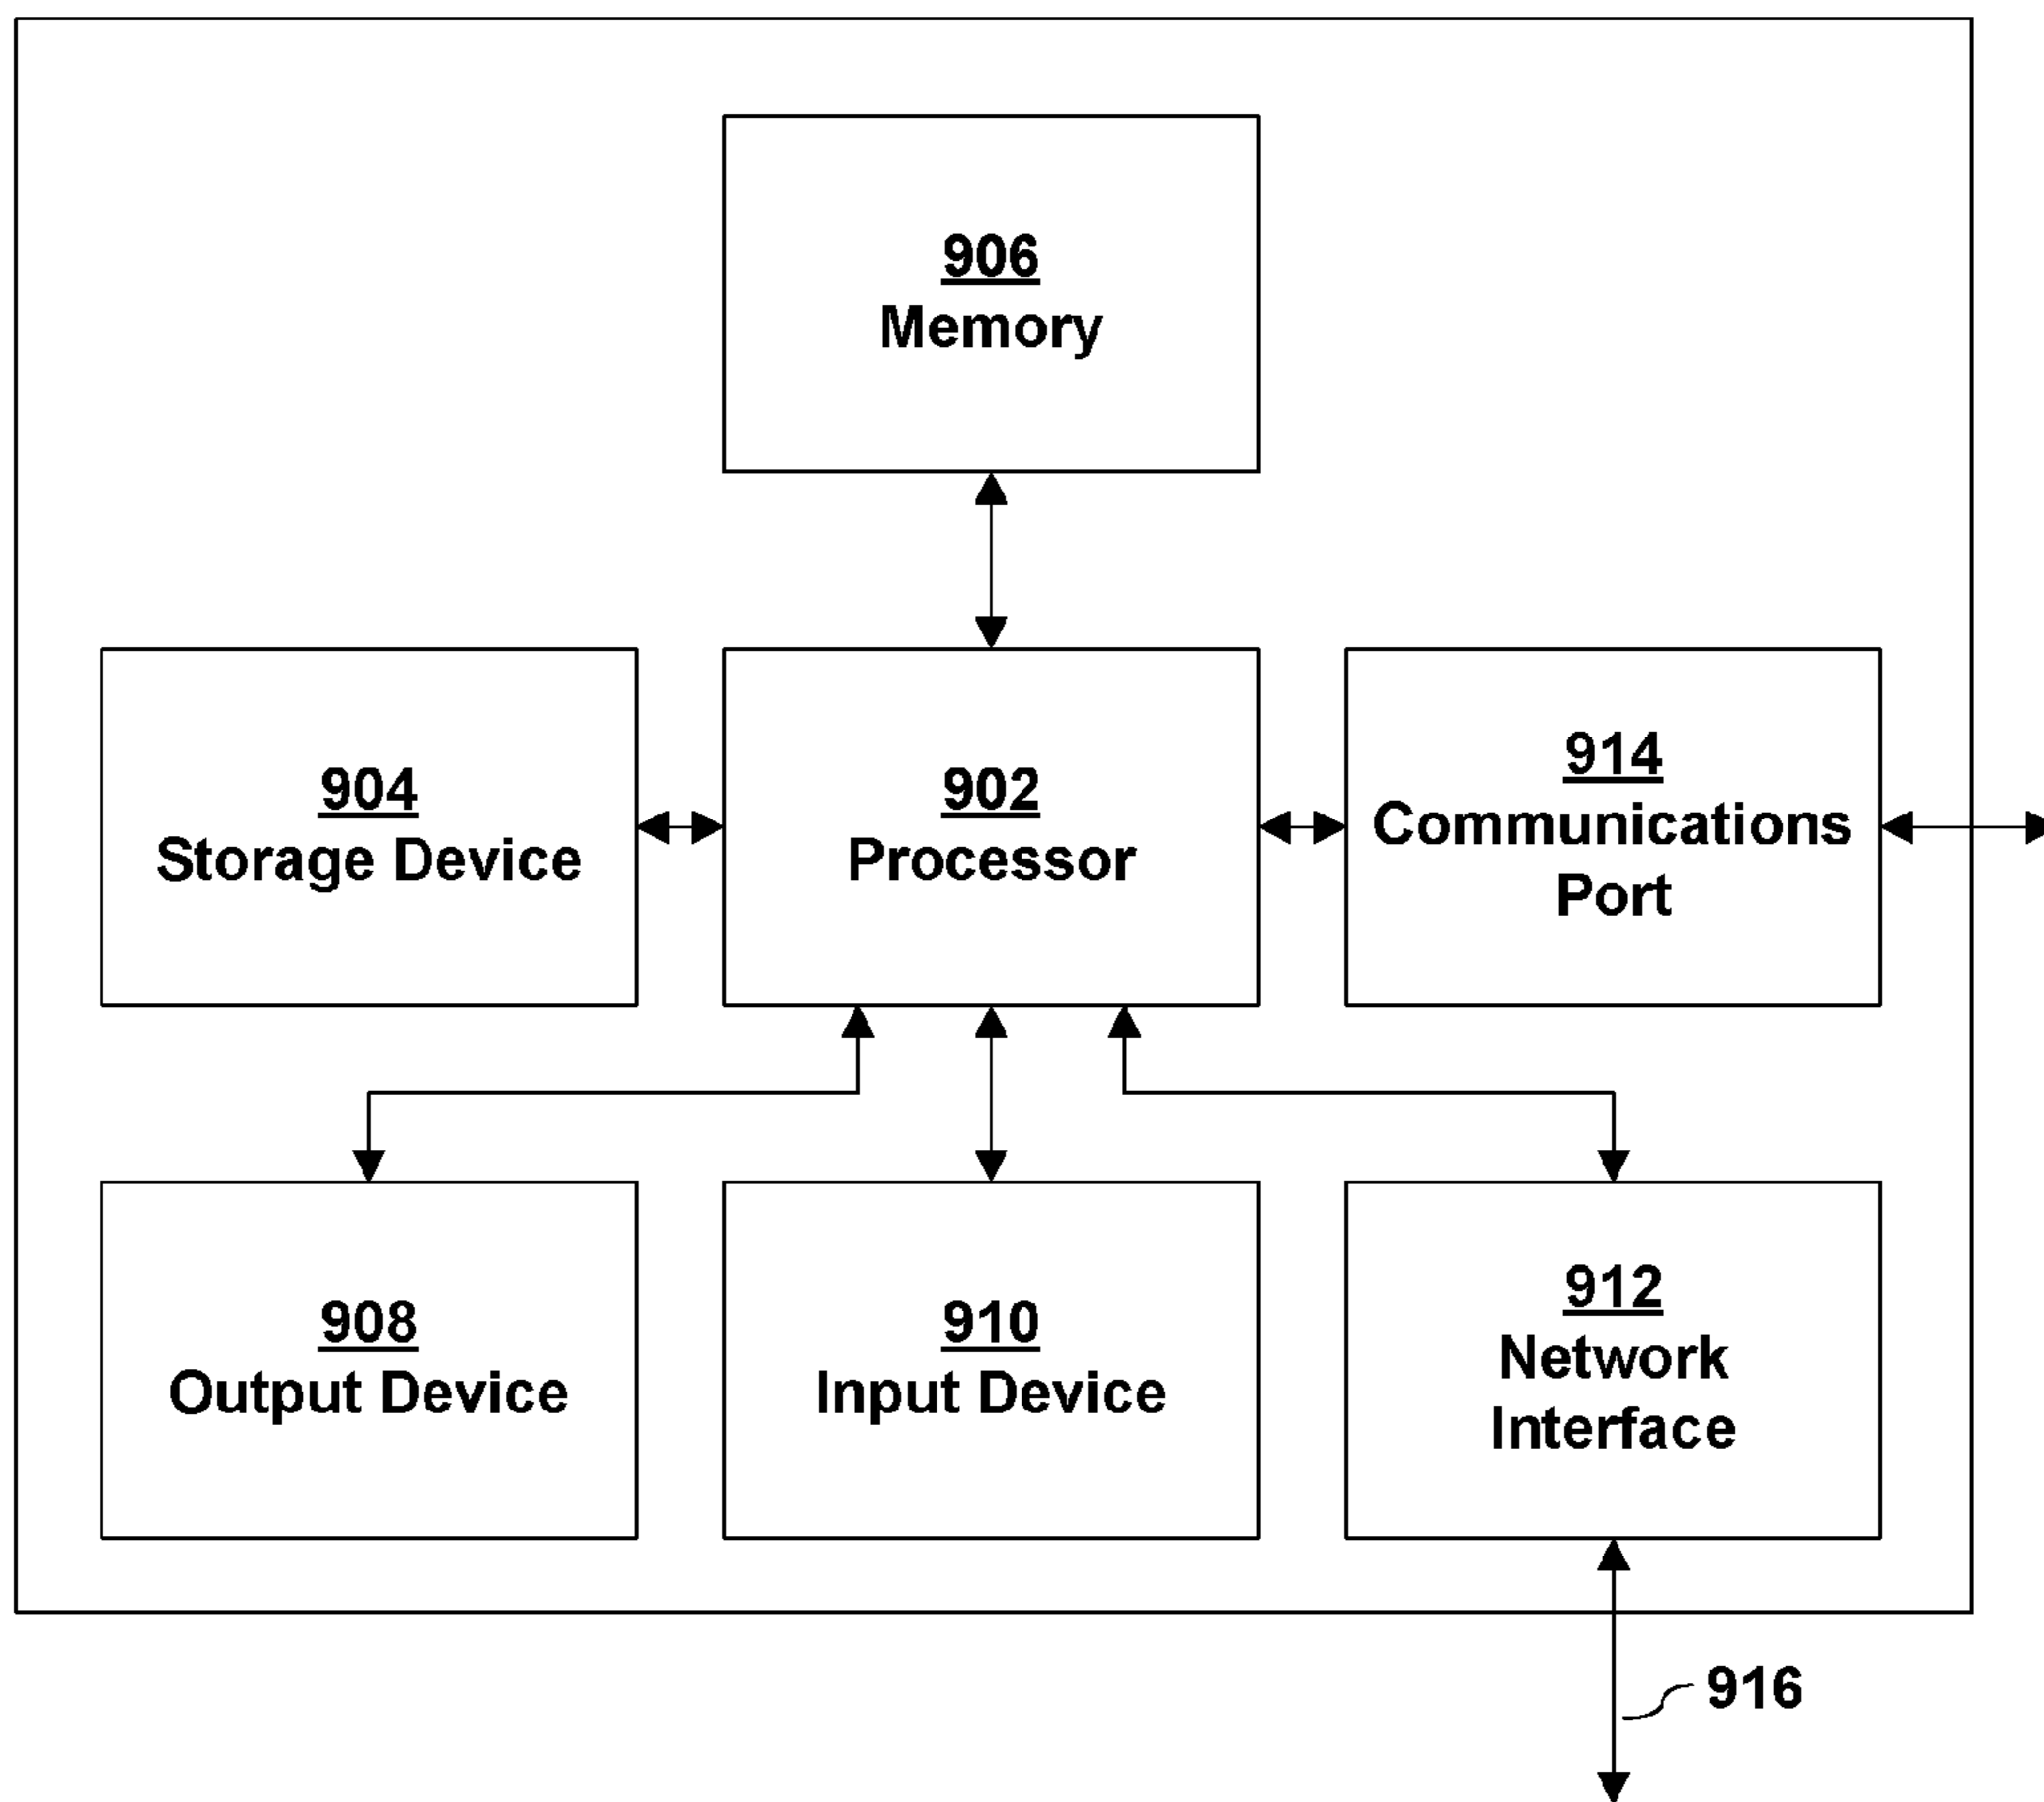 906
Memory
904
Storage Device
902
Processor
914
Communications
Port
908
Output Device
910
Input Device
912
Network
Interface
916